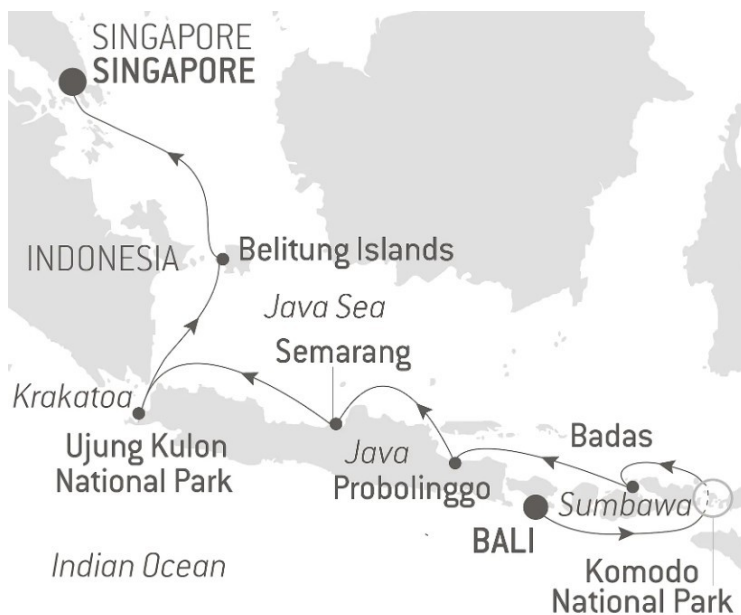 SINGAPORE
SINGAPORE
INDONESIA
Belitung Islands
Java Sea
Semarang
Krakatoa
Ujung Kulon
National Park
Java
Probolinggo
Badas
Sumbawa
BALI
Komodo
National Park
Indian Ocean